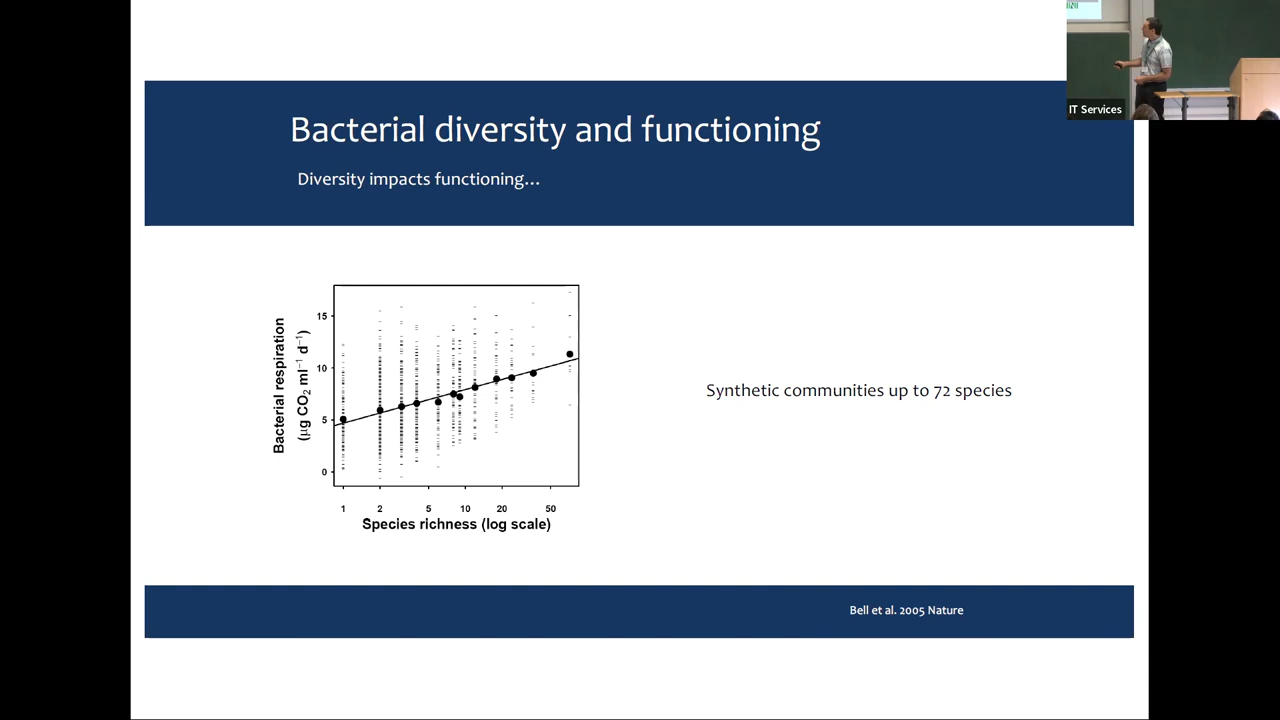 IT Services
Bacterial diversity and functioning
Diversity impacts functioning...
Bacterial respiration
(µg CO₂ ml⁻¹ d⁻¹)
15
10
5
0
1 2 5 10 20 50
Species richness (log scale)
Synthetic communities up to 72 species
Bell et al. 2005 Nature